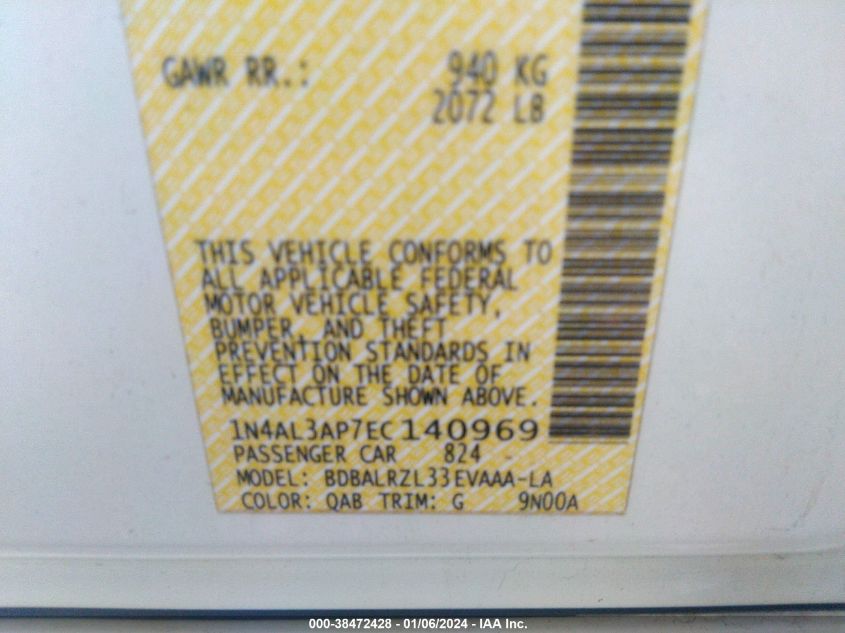 GAWR RR.: 940 KG
2072 LB
THIS VEHICLE CONFORMS TO
ALL APPLICABLE FEDERAL
MOTOR VEHICLE SAFETY,
BUMPER, AND THEFT
PREVENTION STANDARDS IN
EFFECT ON THE DATE OF
MANUFACTURE SHOWN ABOVE.
1N4AL3AP7EC140969
PASSENGER CAR 824
MODEL: BDBALRZL33EVAAA-LA
COLOR: QAB TRIM: G 9N00A
000-38472428 - 01/06/2024 - IAA Inc.